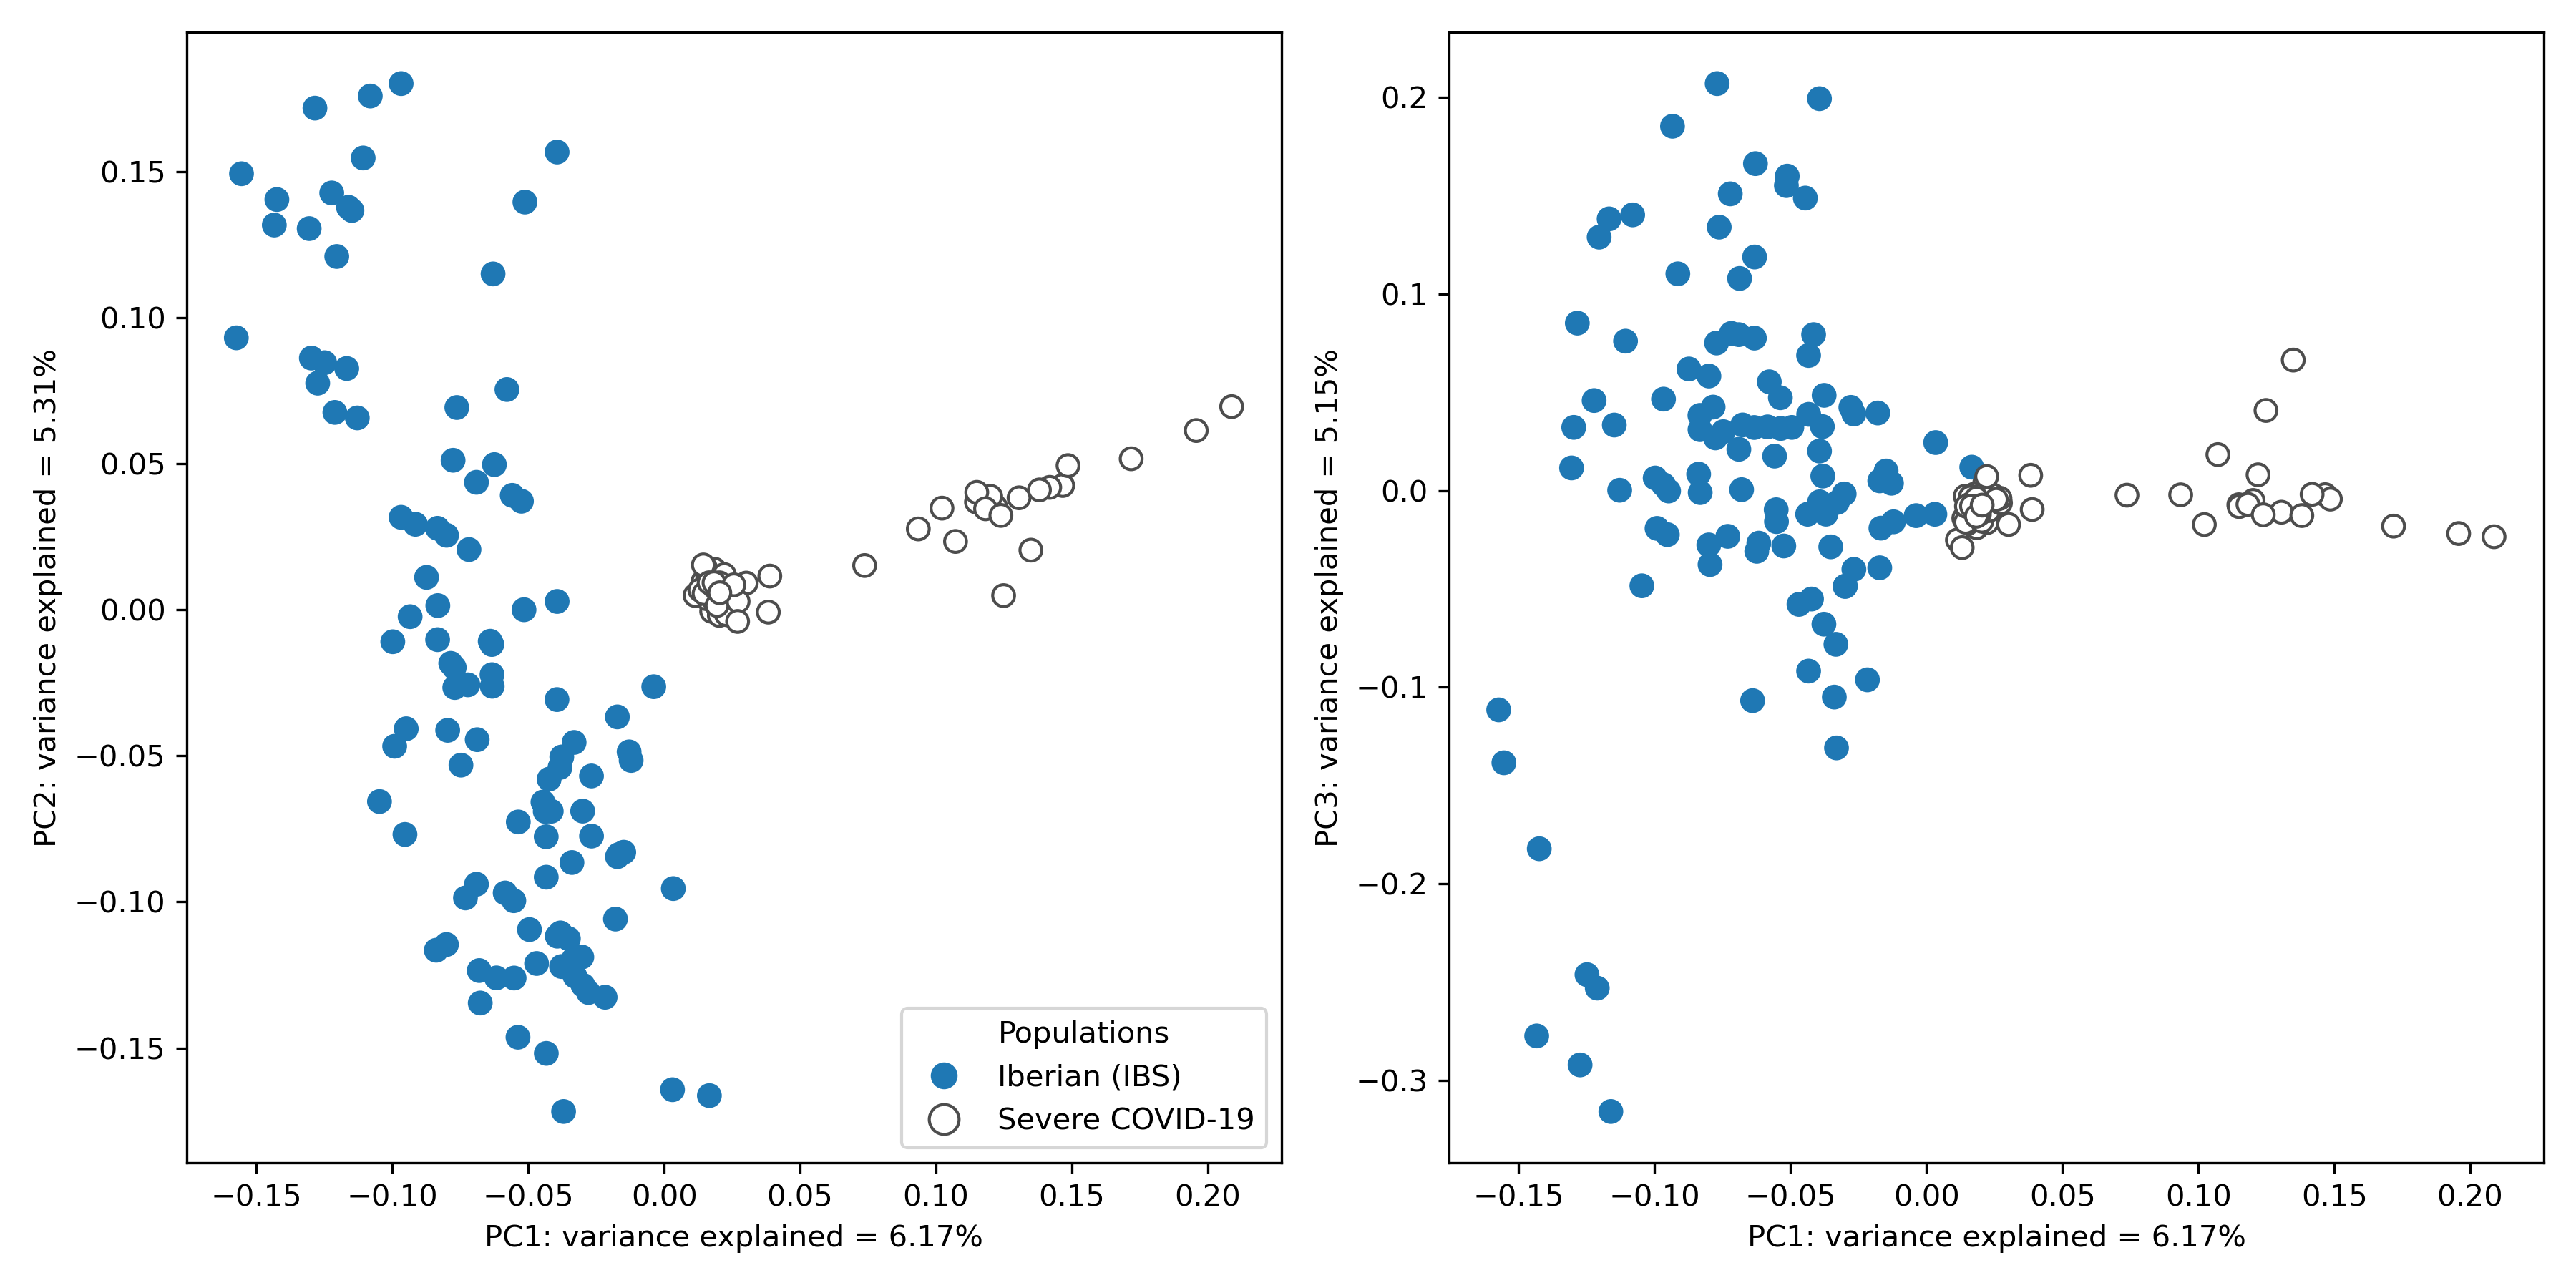 0.15
0.10
0.05
0.00
−0.05
−0.10
−0.15
PC2: variance explained = 5.31%
−0.15 −0.10 −0.05 0.00 0.05 0.10 0.15 0.20
PC1: variance explained = 6.17%
Populations
Iberian (IBS)
Severe COVID-19
0.2
0.1
0.0
−0.1
−0.2
−0.3
PC3: variance explained = 5.15%
−0.15 −0.10 −0.05 0.00 0.05 0.10 0.15 0.20
PC1: variance explained = 6.17%